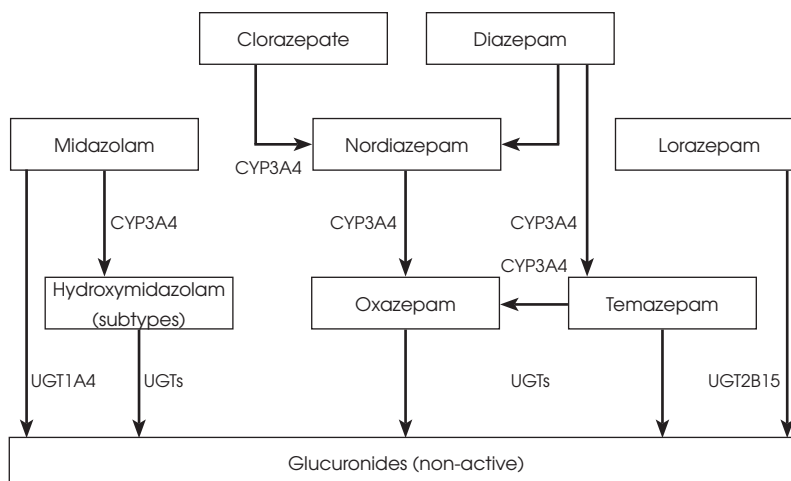 Clorazepate
Diazepam
Midazolam
Nordiazepam
Lorazepam
CYP3A4
CYP3A4
CYP3A4
CYP3A4
CYP3A4
Hydroxymidazolam
(subtypes)
Oxazepam
Temazepam
UGT1A4
UGTs
UGTs
UGT2B15
Glucuronides (non-active)